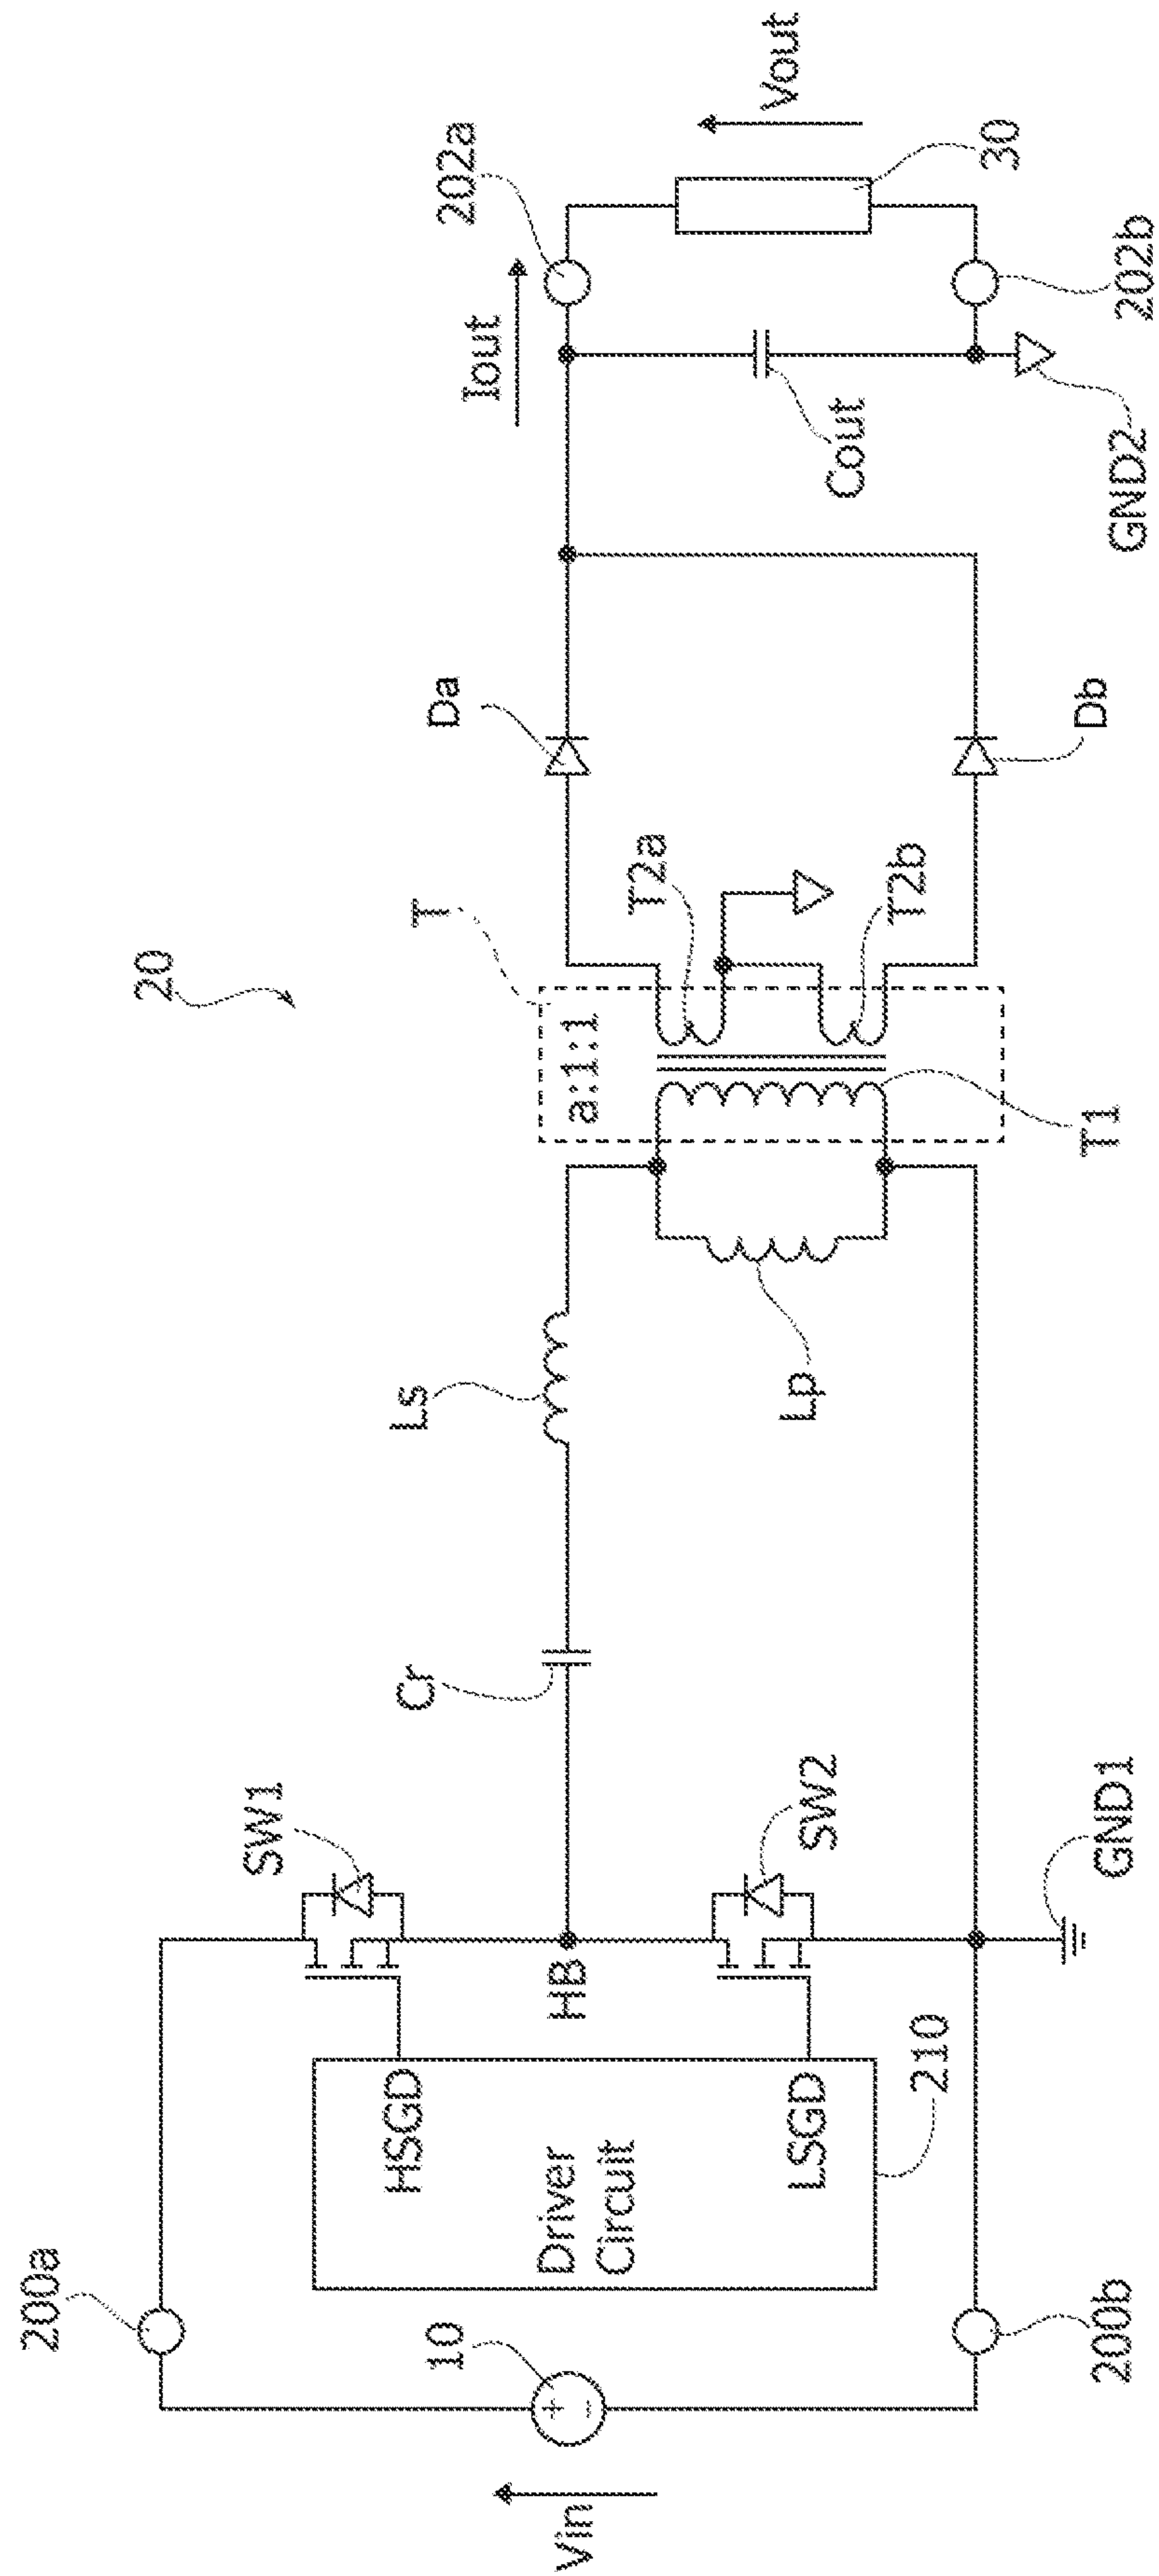 20
Vin
10
+
-
200a
200b
Driver
Circuit
HSGD
LSGD
210
HB
SW1
SW2
GND1
Cr
Ls
Lp
T
a:1:1
T1
T2a
T2b
Da
Db
Iout
Cout
GND2
202a
202b
30
Vout